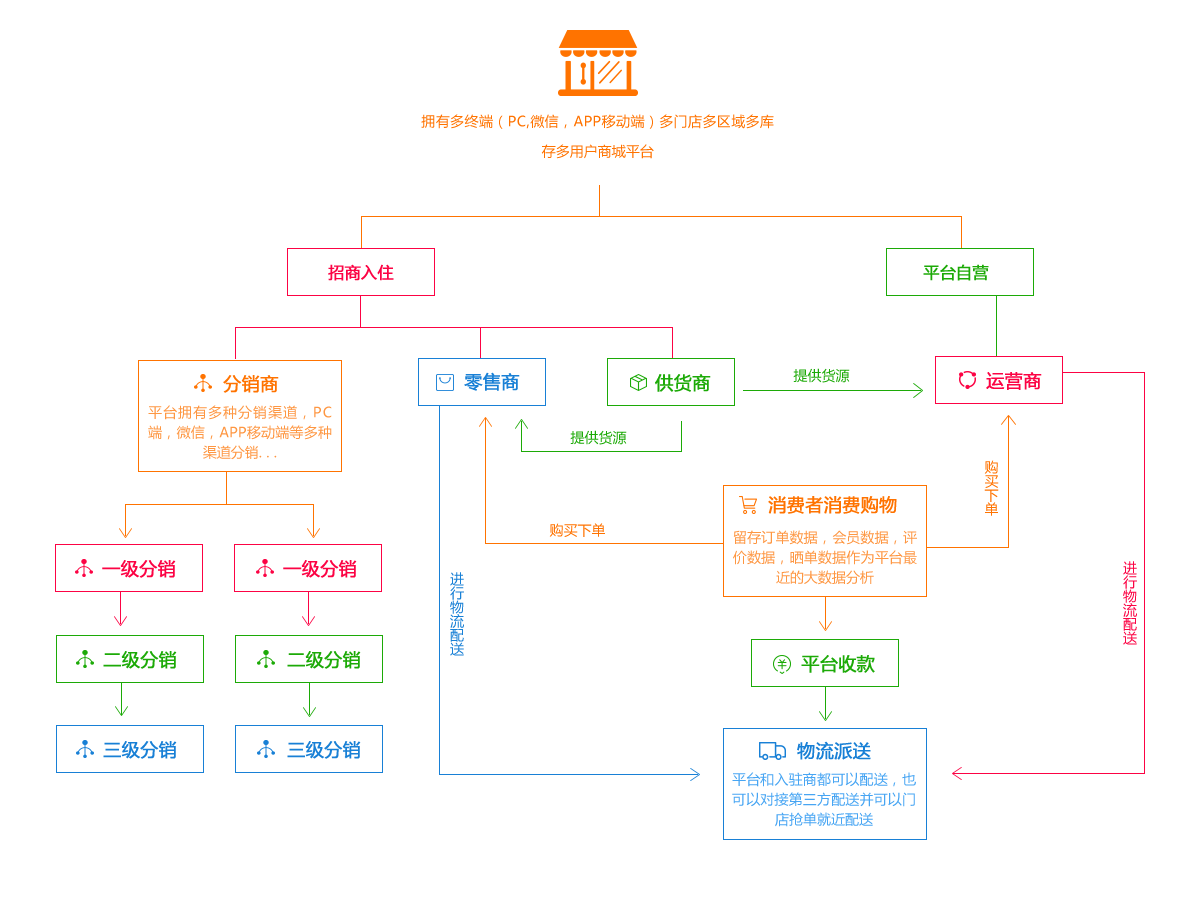 拥有多终端（PC,微信，APP移动端）多门店多区域多库
存多用户商城平台
招商入住
平台自营
分销商
平台拥有多种分销渠道，PC
端，微信，APP移动端等多种
渠道分销...
零售商
供货商
提供货源
运营商
提供货源
购买下单
购买下单
消费者消费购物
留存订单数据，会员数据，评
价数据，晒单数据作为平台最
近的大数据分析
一级分销
一级分销
进行物流配送
进行物流配送
二级分销
二级分销
平台收款
三级分销
三级分销
物流派送
平台和入驻商都可以配送，也
可以对接第三方配送并可以门
店抢单就近配送